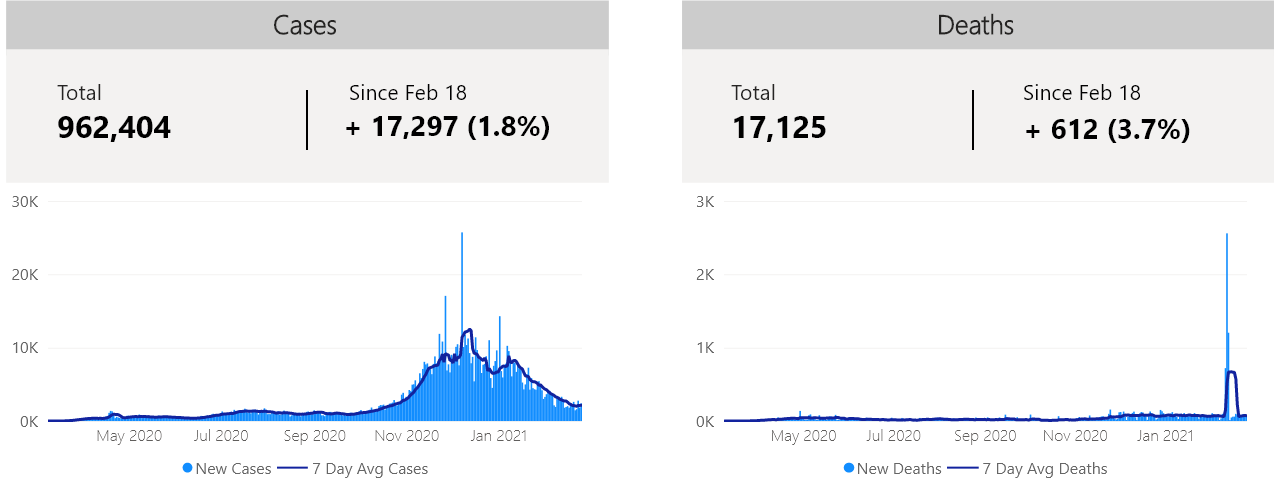 Cases
Total
962,404
Since Feb 18
+ 17,297 (1.8%)
30K
20K
10K
0K
May 2020 Jul 2020 Sep 2020 Nov 2020 Jan 2021
New Cases 7 Day Avg Cases
Deaths
Total
17,125
Since Feb 18
+ 612 (3.7%)
3K
2K
1K
0K
May 2020 Jul 2020 Sep 2020 Nov 2020 Jan 2021
New Deaths 7 Day Avg Deaths